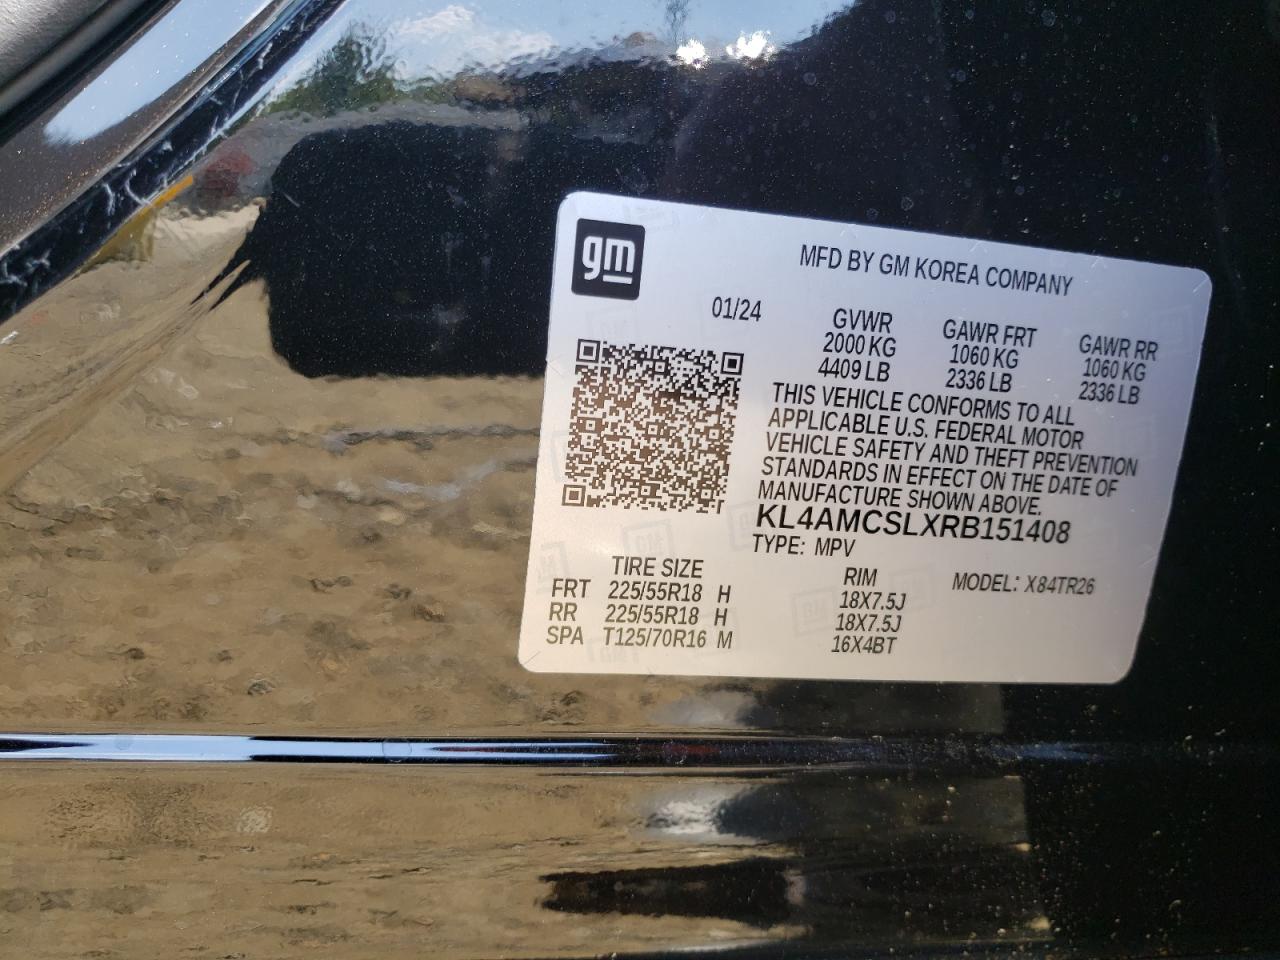 gm
MFD BY GM KOREA COMPANY
01/24
GVWR GAWR FRT GAWR RR
2000 KG 1060 KG 1060 KG
4409 LB 2336 LB 2336 LB
THIS VEHICLE CONFORMS TO ALL
APPLICABLE U.S. FEDERAL MOTOR
VEHICLE SAFETY AND THEFT PREVENTION
STANDARDS IN EFFECT ON THE DATE OF
MANUFACTURE SHOWN ABOVE.
KL4AMCSLXRB151408
TYPE: MPV
TIRE SIZE RIM MODEL: X84TR26
FRT 225/55R18 H 18X7.5J
RR 225/55R18 H 18X7.5J
SPA T125/70R16 M 16X4BT